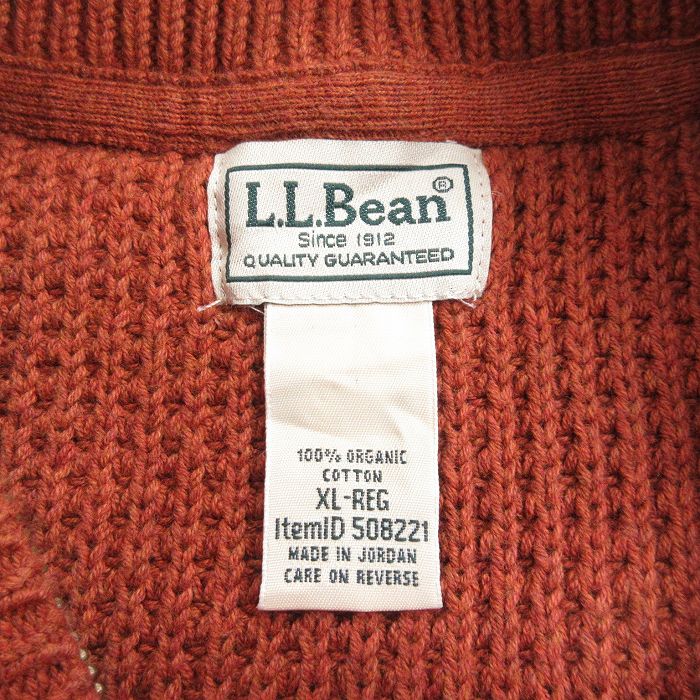 L.L.Bean®
Since 1912
QUALITY GUARANTEED
100% ORGANIC
COTTON
XL-REG
ItemID 508221
MADE IN JORDAN
CARE ON REVERSE